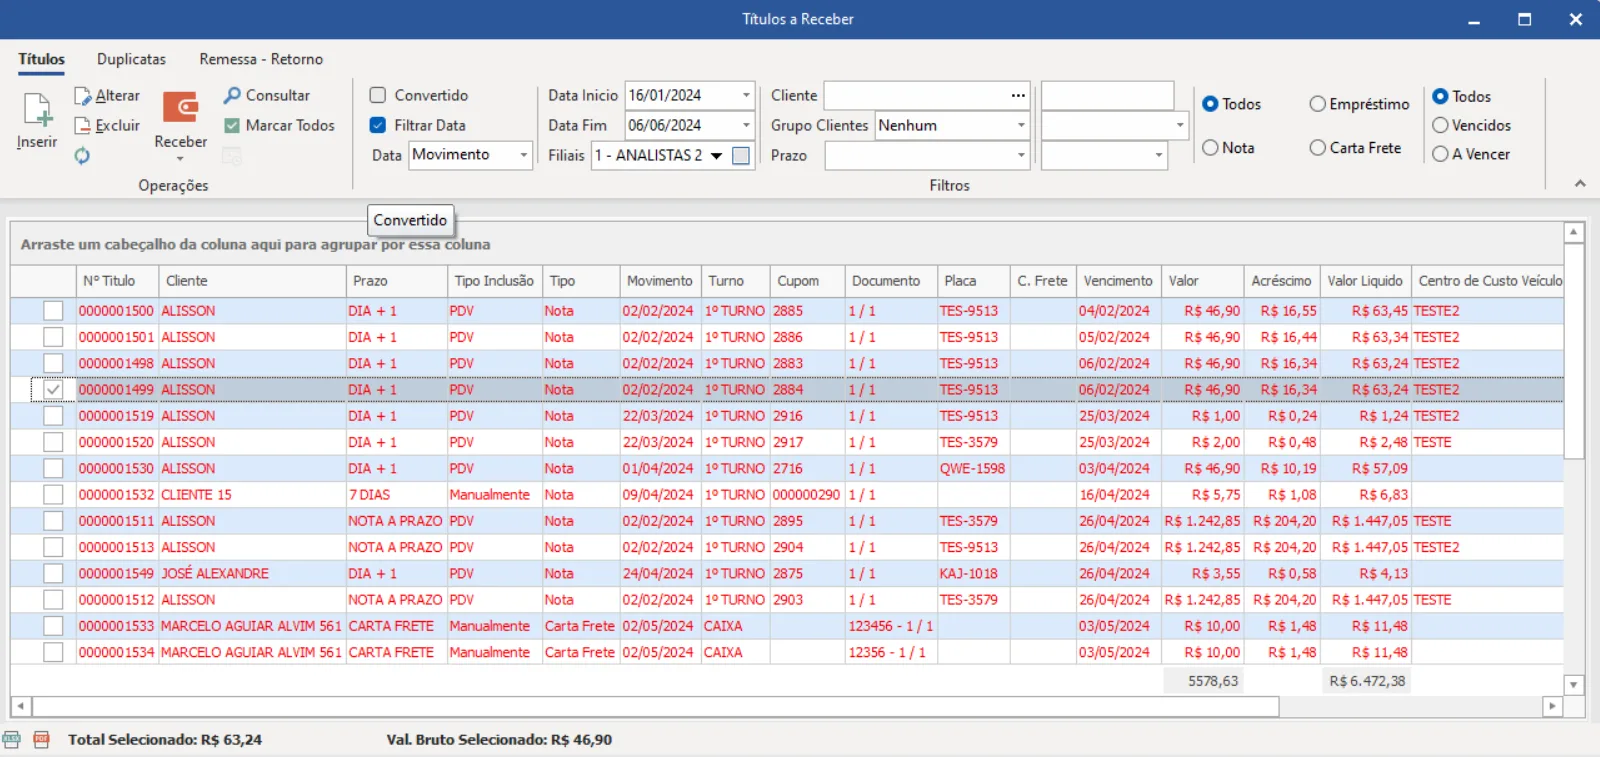 Títulos a Receber
Títulos Duplicatas Remessa - Retorno
Inserir
Alterar
Excluir
Receber
Consultar
Marcar Todos
Operações
Convertido
Filtrar Data
Data Movimento
Data Inicio 16/01/2024
Data Fim 06/06/2024
Filiais 1 - ANALISTAS 2
Cliente ...
Grupo Clientes Nenhum
Prazo
Todos Empréstimo
Nota Carta Frete
Todos
Vencidos
A Vencer
Filtros
Convertido
Arraste um cabeçalho da coluna aqui para agrupar por essa coluna
Nº Titulo Cliente Prazo Tipo Inclusão Tipo Movimento Turno Cupom Documento Placa C. Frete Vencimento Valor Acréscimo Valor Liquido Centro de Custo Veículo
0000001500 ALISSON DIA + 1 PDV Nota 02/02/2024 1º TURNO 2885 1 / 1 TES-9513 04/02/2024 R$ 46,90 R$ 16,55 R$ 63,45 TESTE2
0000001501 ALISSON DIA + 1 PDV Nota 02/02/2024 1º TURNO 2886 1 / 1 TES-9513 05/02/2024 R$ 46,90 R$ 16,44 R$ 63,34 TESTE2
0000001498 ALISSON DIA + 1 PDV Nota 02/02/2024 1º TURNO 2883 1 / 1 TES-9513 06/02/2024 R$ 46,90 R$ 16,34 R$ 63,24 TESTE2
0000001499 ALISSON DIA + 1 PDV Nota 02/02/2024 1º TURNO 2884 1 / 1 TES-9513 06/02/2024 R$ 46,90 R$ 16,34 R$ 63,24 TESTE2
0000001519 ALISSON DIA + 1 PDV Nota 22/03/2024 1º TURNO 2916 1 / 1 TES-9513 25/03/2024 R$ 1,00 R$ 0,24 R$ 1,24 TESTE2
0000001520 ALISSON DIA + 1 PDV Nota 22/03/2024 1º TURNO 2917 1 / 1 TES-3579 25/03/2024 R$ 2,00 R$ 0,48 R$ 2,48 TESTE
0000001530 ALISSON DIA + 1 PDV Nota 01/04/2024 1º TURNO 2716 1 / 1 QWE-1598 03/04/2024 R$ 46,90 R$ 10,19 R$ 57,09
0000001532 CLIENTE 15 7 DIAS Manualmente Nota 09/04/2024 1º TURNO 000000290 1 / 1 16/04/2024 R$ 5,75 R$ 1,08 R$ 6,83
0000001511 ALISSON NOTA A PRAZO PDV Nota 02/02/2024 1º TURNO 2895 1 / 1 TES-3579 26/04/2024 R$ 1.242,85 R$ 204,20 R$ 1.447,05 TESTE
0000001513 ALISSON NOTA A PRAZO PDV Nota 02/02/2024 1º TURNO 2904 1 / 1 TES-9513 26/04/2024 R$ 1.242,85 R$ 204,20 R$ 1.447,05 TESTE2
0000001549 JOSÉ ALEXANDRE DIA + 1 PDV Nota 24/04/2024 1º TURNO 2875 1 / 1 KAJ-1018 26/04/2024 R$ 3,55 R$ 0,58 R$ 4,13
0000001512 ALISSON NOTA A PRAZO PDV Nota 02/02/2024 1º TURNO 2903 1 / 1 TES-3579 26/04/2024 R$ 1.242,85 R$ 204,20 R$ 1.447,05 TESTE
0000001533 MARCELO AGUIAR ALVIM 561 CARTA FRETE Manualmente Carta Frete 02/05/2024 CAIXA 123456 - 1 / 1 03/05/2024 R$ 10,00 R$ 1,48 R$ 11,48
0000001534 MARCELO AGUIAR ALVIM 561 CARTA FRETE Manualmente Carta Frete 02/05/2024 CAIXA 12356 - 1 / 1 03/05/2024 R$ 10,00 R$ 1,48 R$ 11,48
5578,63 R$ 6.472,38
Total Selecionado: R$ 63,24 Val. Bruto Selecionado: R$ 46,90